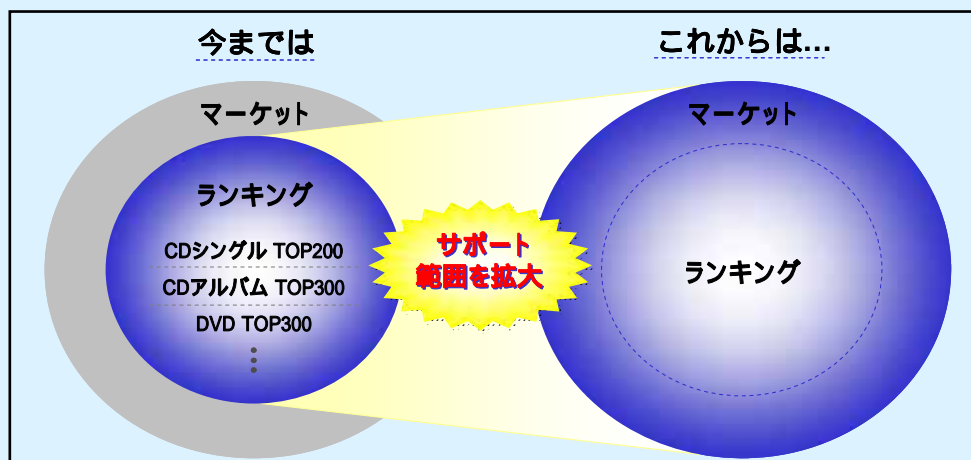 今までは
マーケット
ランキング
CDシングル TOP200
CDアルバム TOP300
DVD TOP300
サポート
範囲を拡大
これからは...
マーケット
ランキング